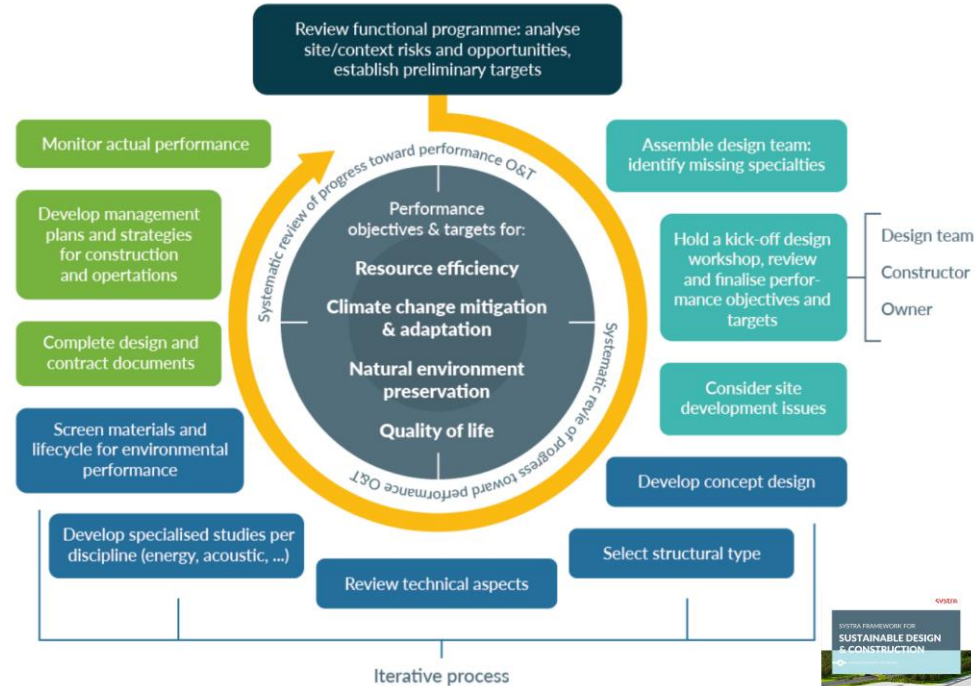 Review functional programme: analyse
site/context risks and opportunities,
establish preliminary targets
Monitor actual performance
Develop management
plans and strategies
for construction
and opertations
Complete design and
contract documents
Screen materials and
lifecycle for environmental
performance
Develop specialised studies per
discipline (energy, acoustic, ...)
Review technical aspects
Select structural type
Develop concept design
Consider site
development issues
Hold a kick-off design
workshop, review
and finalise perfor-
mance objectives and
targets
Design team
Constructor
Owner
Assemble design team:
identify missing specialties
Systematic review of progress toward performance O&T
Systematic revie of progress toward performance O&T
Performance
objectives & targets for:
Resource efficiency
Climate change mitigation
& adaptation
Natural environment
preservation
Quality of life
Iterative process
SYSTRA
SYSTRA FRAMEWORK FOR
SUSTAINABLE DESIGN
& CONSTRUCTION